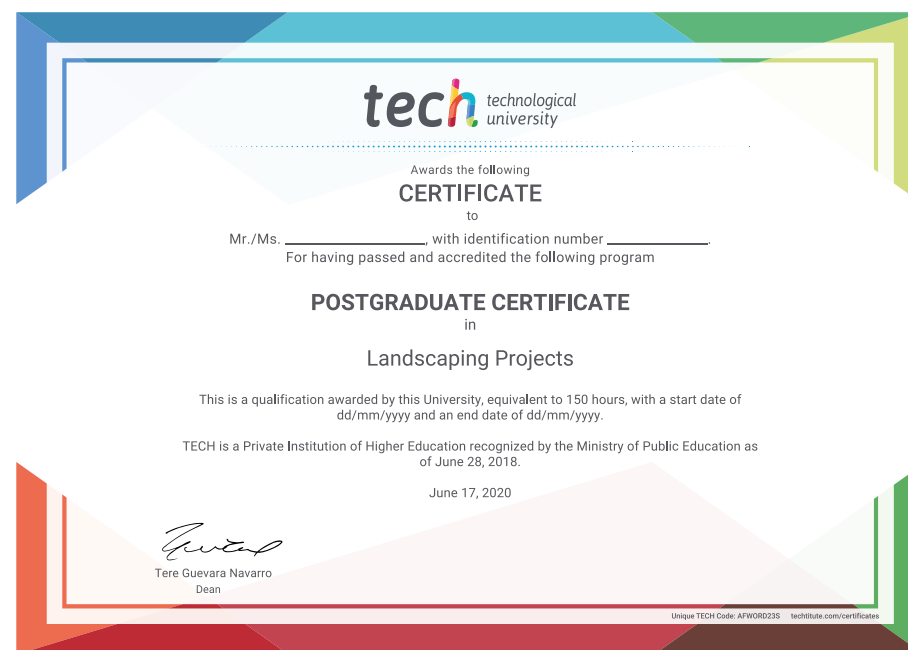 tech technological
university
Awards the following
CERTIFICATE
to
Mr./Ms. ____________________, with identification number ______________.
For having passed and accredited the following program
POSTGRADUATE CERTIFICATE
in
Landscaping Projects
This is a qualification awarded by this University, equivalent to 150 hours, with a start date of
dd/mm/yyyy and an end date of dd/mm/yyyy.
TECH is a Private Institution of Higher Education recognized by the Ministry of Public Education as
of June 28, 2018.
June 17, 2020
Tere Guevara Navarro
Dean
Unique TECH Code: AFWORD23S techtitute.com/certificates